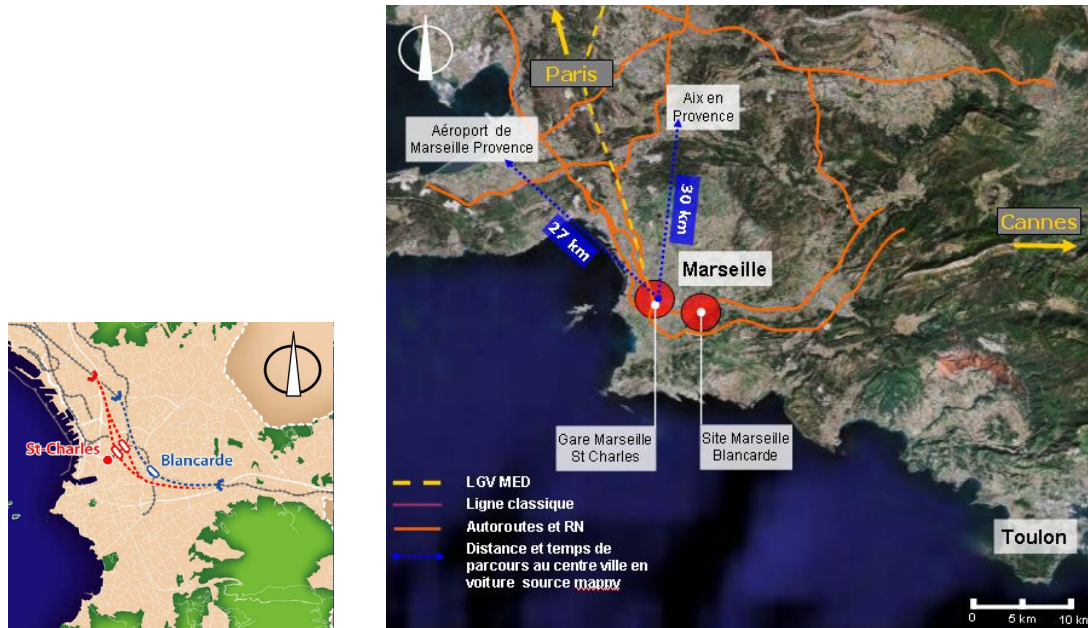 St-Charles
Blancarde
Paris
Aéroport de
Marseille Provence
Aix en
Provence
30 km
27 km
Cannes
Marseille
Gare Marseille
St Charles
Site Marseille
Blancarde
LGV MED
Ligne classique
Autoroutes et RN
Distance et temps de
parcours au centre ville en
voiture source mappy
Toulon
0 5 km 10 km